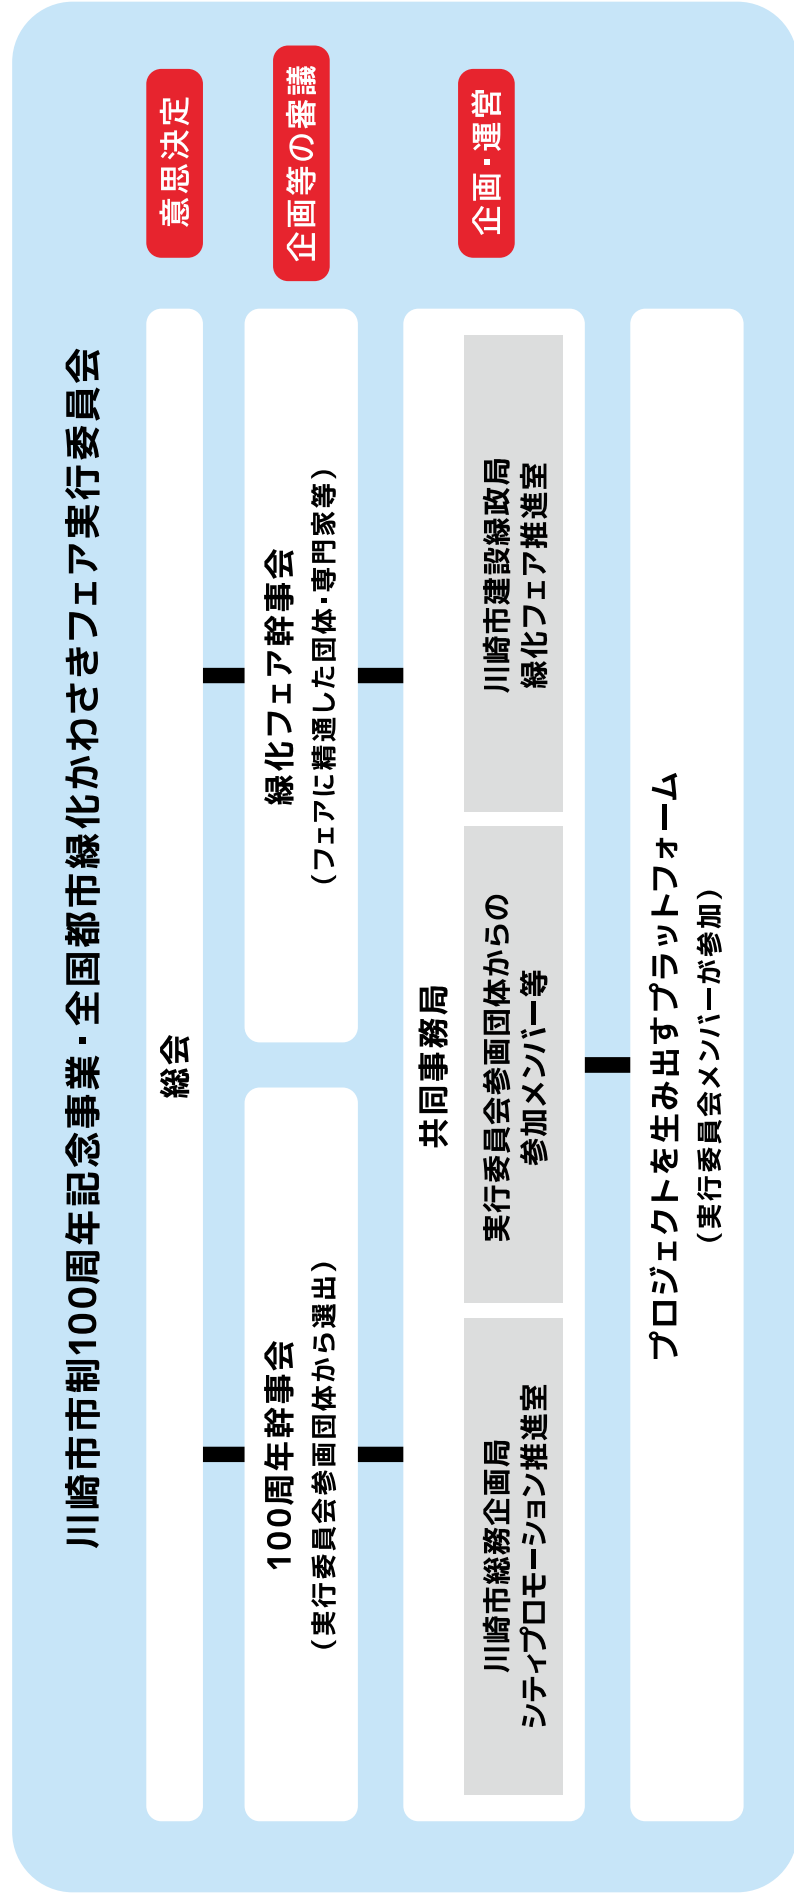 川崎市市制100周年記念事業・全国都市緑化かわさきフェア実行委員会
総会
意思決定
100周年幹事会
（実行委員会参画団体から選出）
緑化フェア幹事会
（フェアに精通した団体・専門家等）
企画等の審議
共同事務局
川崎市総務企画局
シティプロモーション推進室
実行委員会参画団体からの
参加メンバー等
川崎市建設緑政局
緑化フェア推進室
企画・運営
プロジェクトを生み出すプラットフォーム
（実行委員会メンバーが参加）